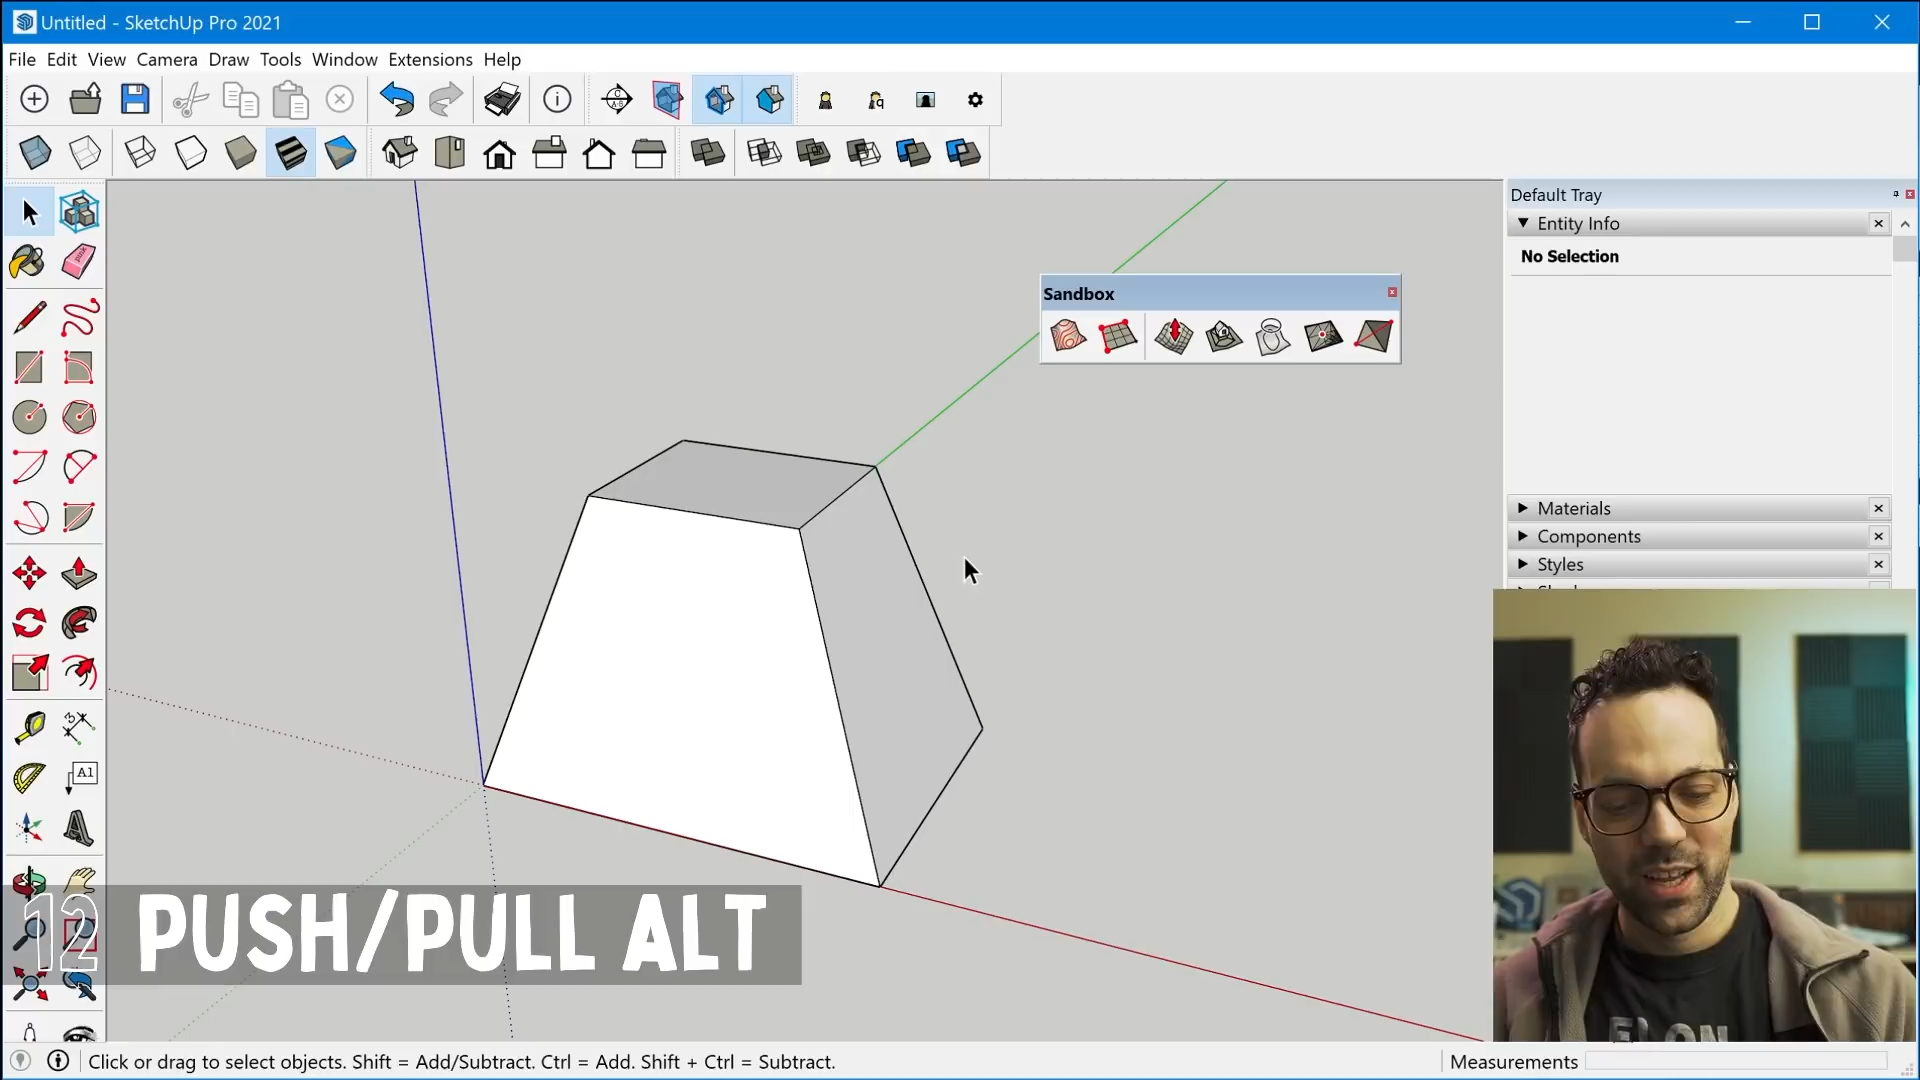 Untitled - SketchUp Pro 2021
File Edit View Camera Draw Tools Window Extensions Help
Default Tray
Entity Info
No Selection
Sandbox
Materials
Components
Styles
A1
12 PUSH/PULL ALT
Click or drag to select objects. Shift = Add/Subtract. Ctrl = Add. Shift + Ctrl = Subtract.
Measurements